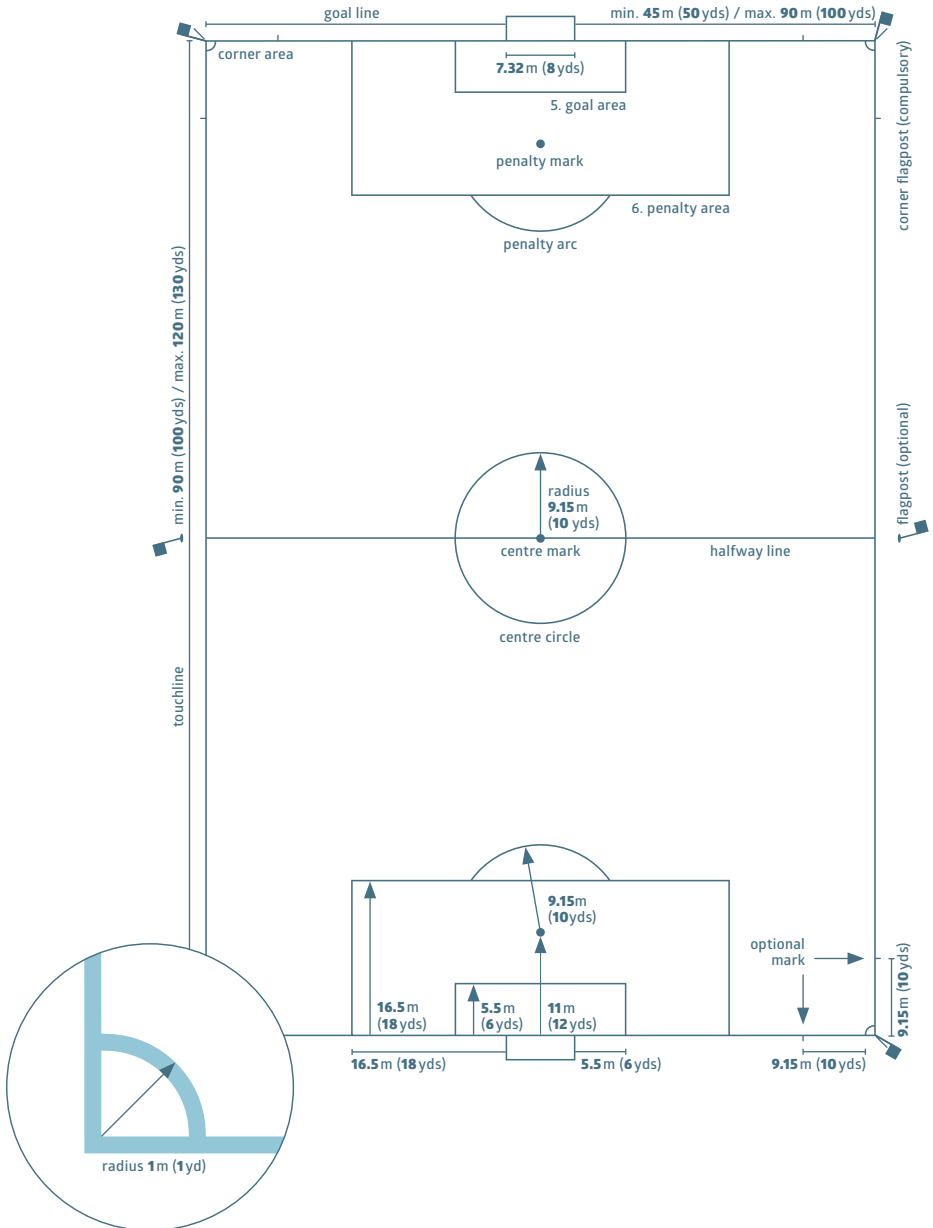 goal line
min. 45 m (50 yds) / max. 90 m (100 yds)
corner area
7.32 m (8 yds)
5. goal area
penalty mark
6. penalty area
penalty arc
corner flagpost (compulsory)
min. 90 m (100 yds) / max. 120 m (130 yds)
flagpost (optional)
radius
9.15 m
(10 yds)
centre mark
halfway line
centre circle
touchline
9.15m
(10yds)
optional
mark
9.15 m (10 yds)
16.5 m
(18 yds)
5.5 m
(6 yds)
11 m
(12 yds)
16.5 m (18 yds)
5.5 m (6 yds)
9.15 m (10 yds)
radius 1 m (1 yd)